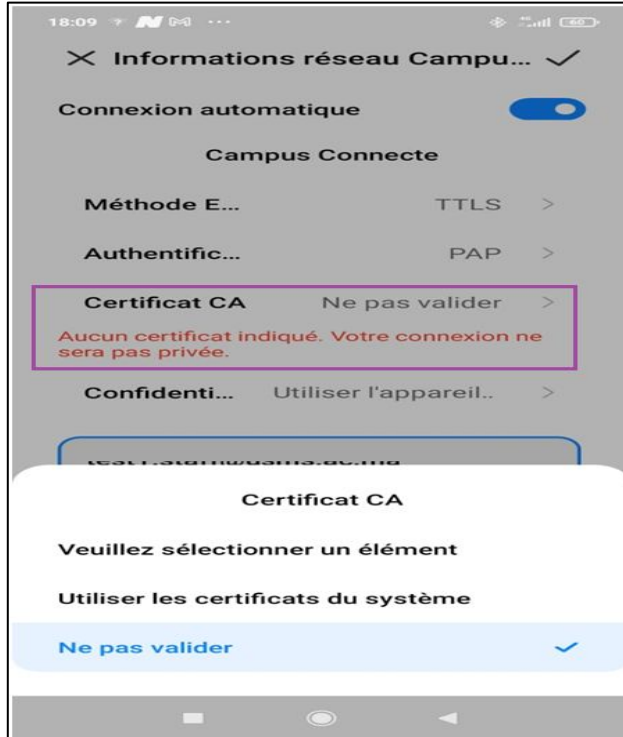 18:09 ··· 4G 60
Informations réseau Campu...
Connexion automatique
Campus Connecte
Méthode E... TTLS >
Authentific... PAP >
Certificat CA Ne pas valider >
Aucun certificat indiqué. Votre connexion ne
sera pas privée.
Confidenti... Utiliser l'appareil.. >
Certificat CA
Veuillez sélectionner un élément
Utiliser les certificats du système
Ne pas valider